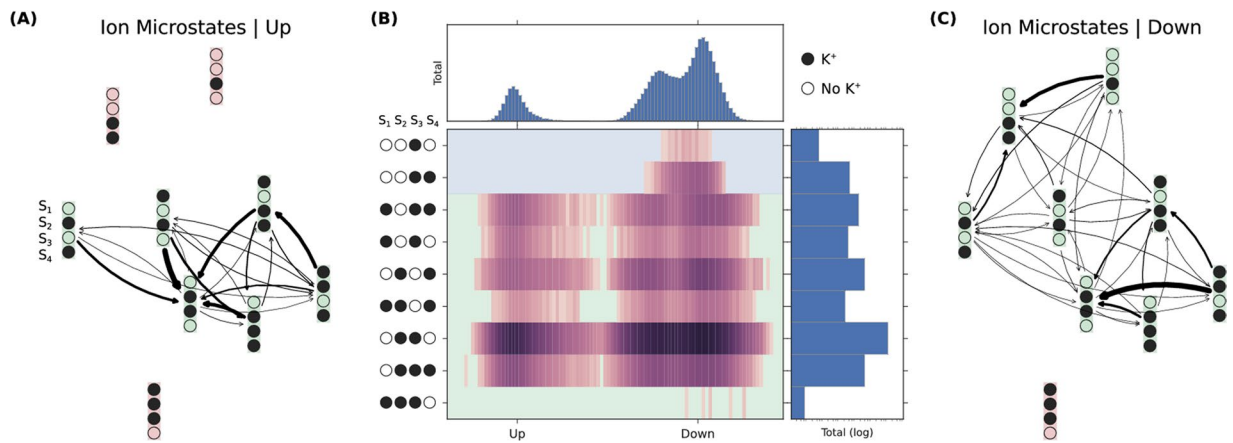 (A)
Ion Microstates | Up
S₁
S₂
S₃
S₄
(B)
Total
K⁺
No K⁺
S₁ S₂ S₃ S₄
Up
Down
Total (log)
(C)
Ion Microstates | Down